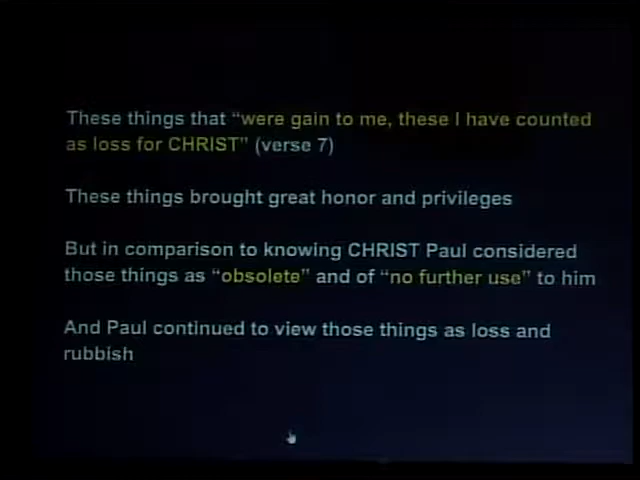 These things that “were gain to me, these I have counted
as loss for CHRIST” (verse 7)
These things brought great honor and privileges
But in comparison to knowing CHRIST Paul considered
those things as “obsolete” and of “no further use” to him
And Paul continued to view those things as loss and
rubbish